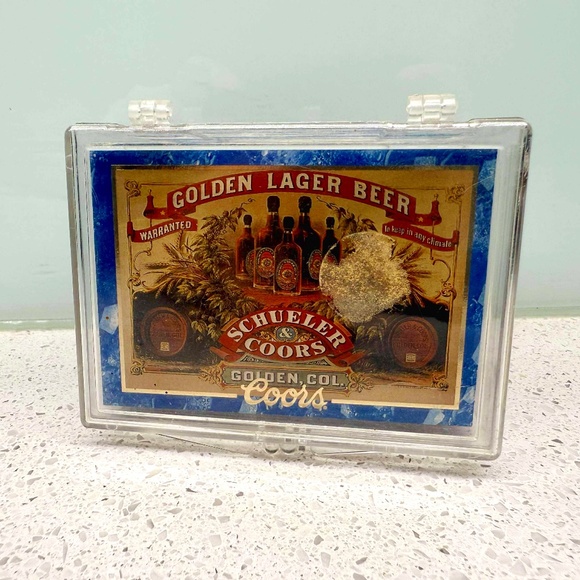 GOLDEN LAGER BEER
WARRANTED
to keep in any climate
SCHUELER
&
COORS
GOLDEN, COL.
Coors